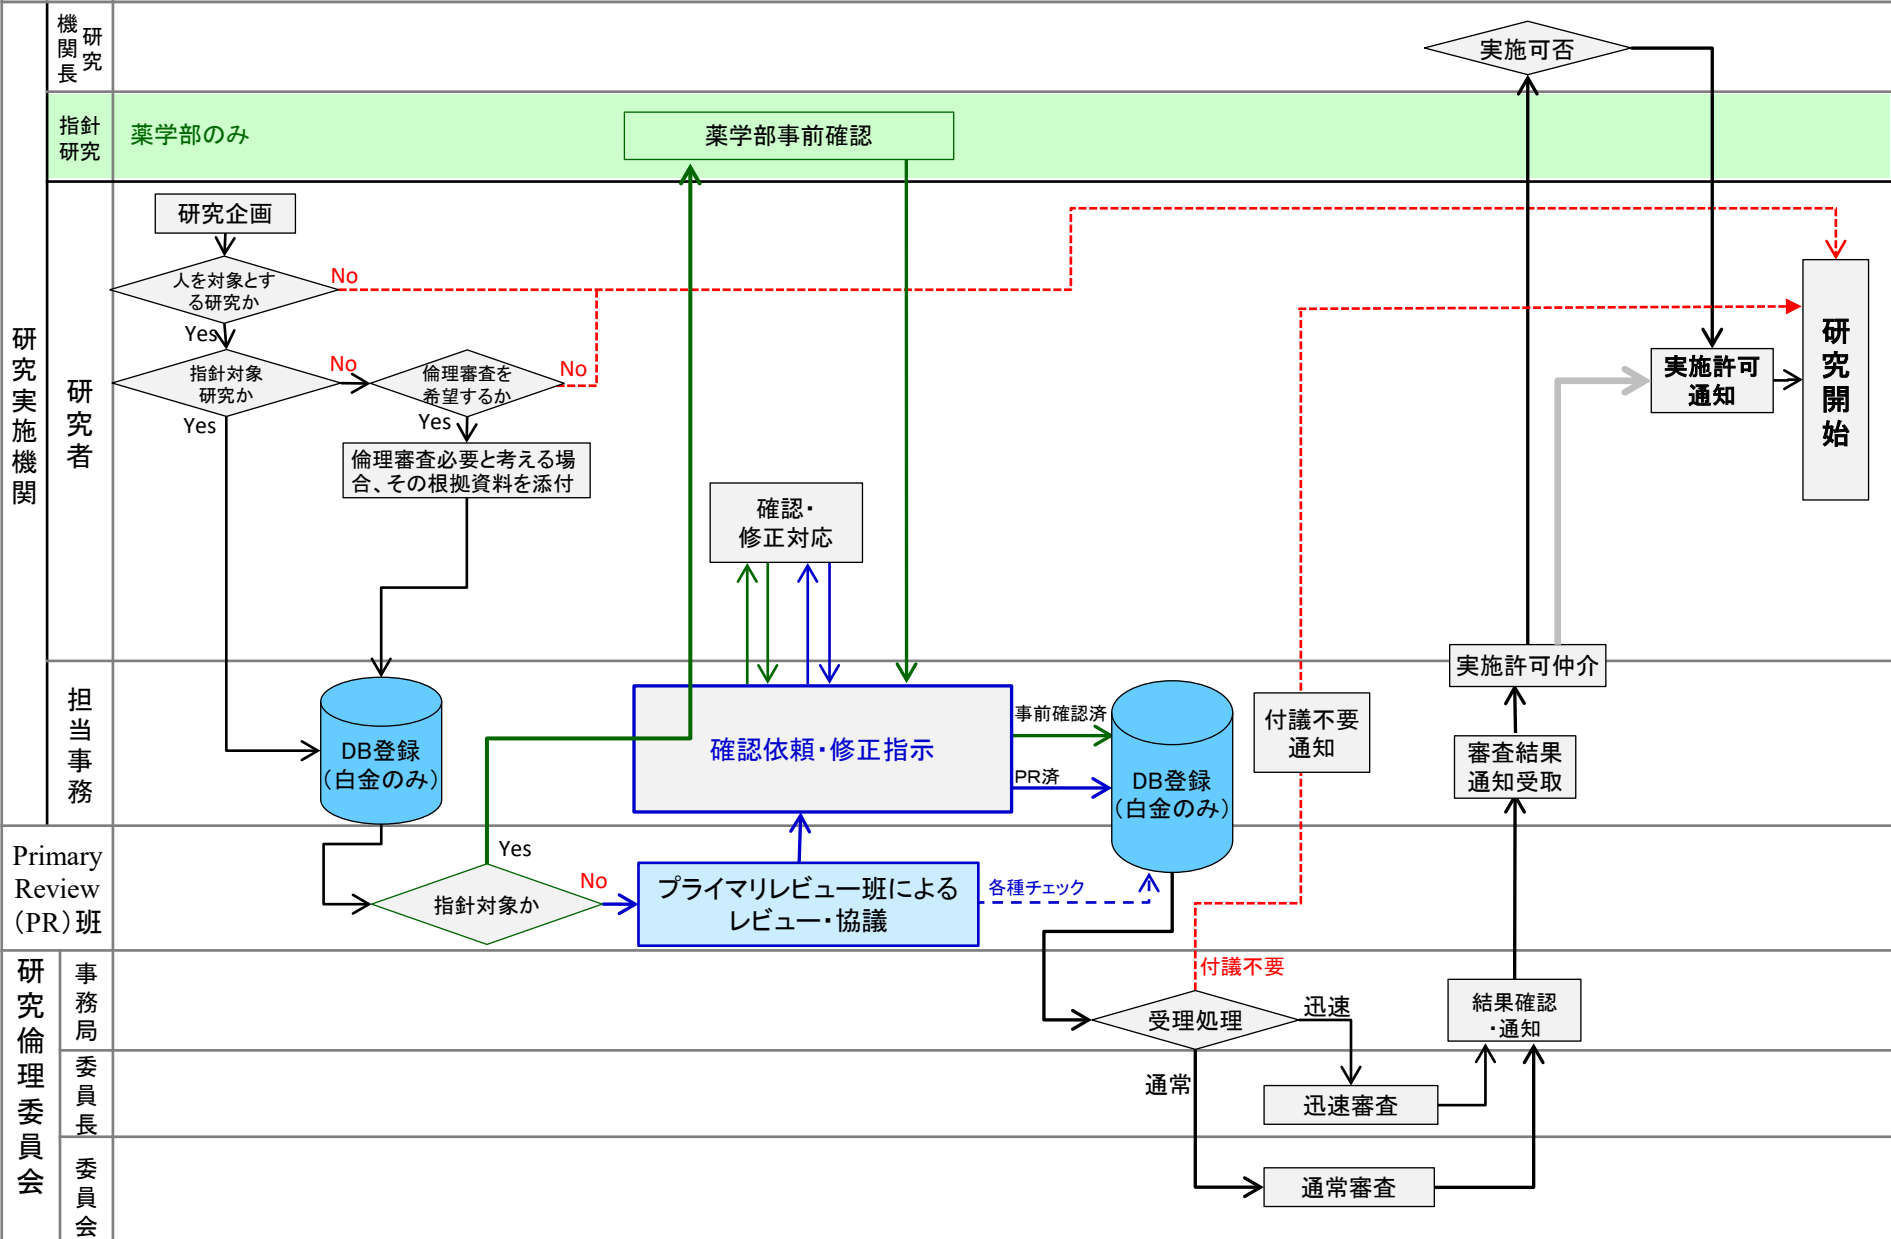 研究
機関長
指針
研究
薬学部のみ
薬学部事前確認
実施可否
研究実施機関
研究者
研究企画
人を対象とす
る研究か
No
Yes
指針対象
研究か
No
Yes
倫理審査を
希望するか
No
Yes
倫理審査必要と考える場
合、その根拠資料を添付
確認・
修正対応
実施許可
通知
研究開始
担当事務
DB登録
（白金のみ）
確認依頼・修正指示
事前確認済
PR済
DB登録
（白金のみ）
付議不要
通知
実施許可仲介
審査結果
通知受取
Primary
Review
（PR）班
指針対象か
Yes
No
プライマリレビュー班による
レビュー・協議
各種チェック
研究倫理委員会
事務局
付議不要
受理処理
迅速
通常
結果確認
・通知
委員長
迅速審査
委員会
通常審査